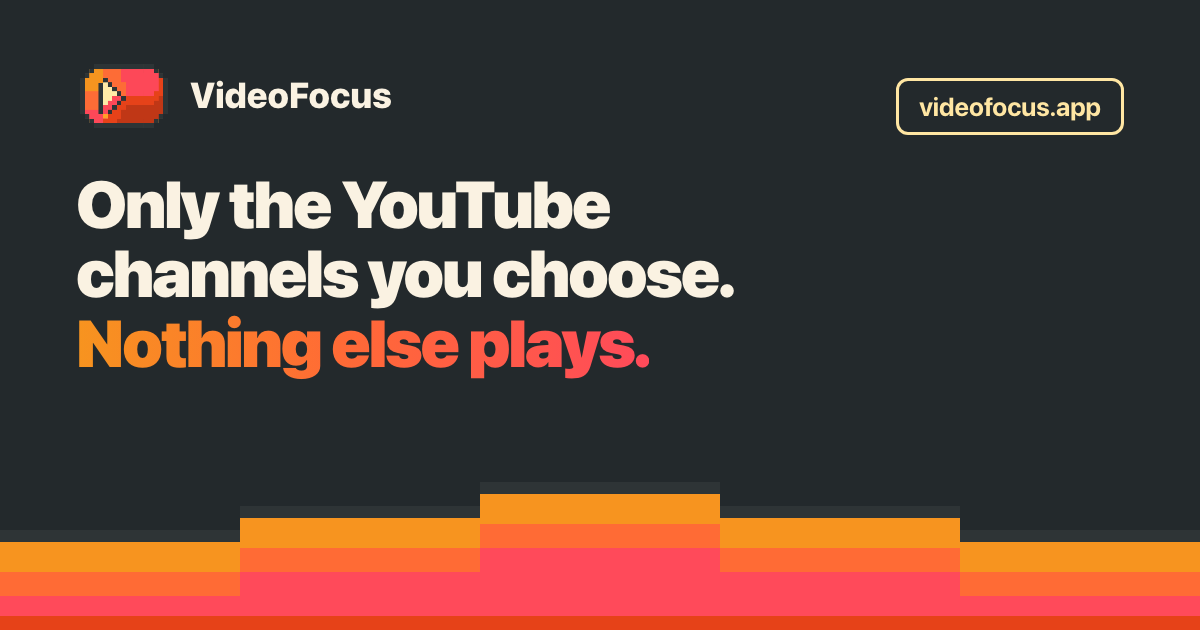 VideoFocus
videofocus.app
Only the YouTube
channels you choose.
Nothing else plays.